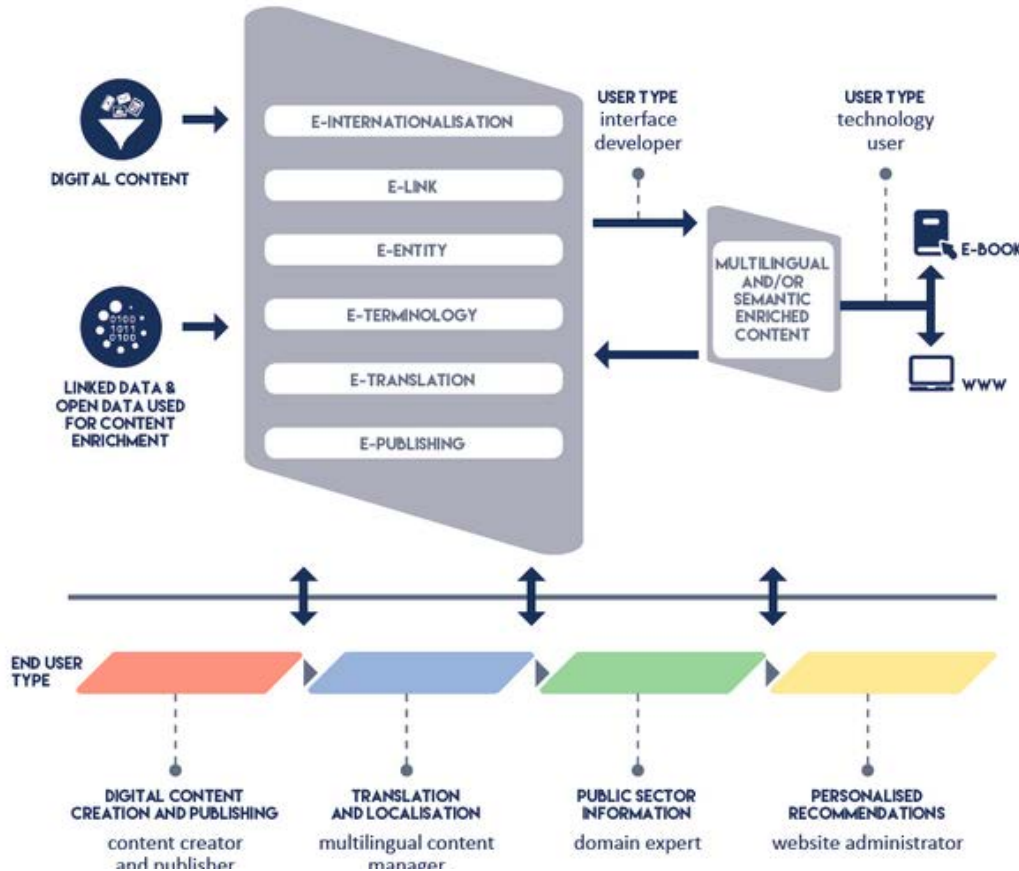 DIGITAL CONTENT
0100
1011
0100
LINKED DATA &
OPEN DATA USED
FOR CONTENT
ENRICHMENT
E-INTERNATIONALISATION
E-LINK
E-ENTITY
E-TERMINOLOGY
E-TRANSLATION
E-PUBLISHING
USER TYPE
interface
developer
MULTILINGUAL
AND/OR
SEMANTIC
ENRICHED
CONTENT
USER TYPE
technology
user
E-BOOK
WWW
END USER
TYPE
DIGITAL CONTENT
CREATION AND PUBLISHING
content creator
and publisher
TRANSLATION
AND LOCALISATION
multilingual content
manager
PUBLIC SECTOR
INFORMATION
domain expert
PERSONALISED
RECOMMENDATIONS
website administrator